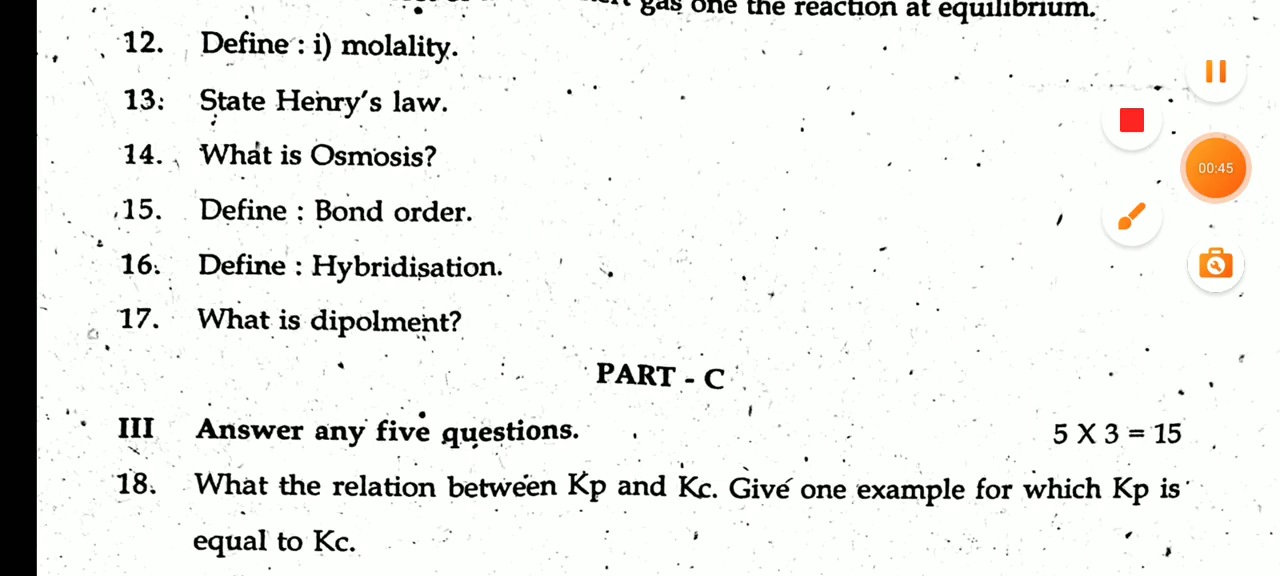 gas one the reaction at equilibrium.
12. Define : i) molality.
13. State Henry's law.
14. What is Osmosis?
15. Define : Bond order.
16. Define : Hybridisation.
17. What is dipolment?
PART - C
III Answer any five questions. 5 X 3 = 15
18. What the relation between Kp and Kc. Give one example for which Kp is
equal to Kc.
00:45